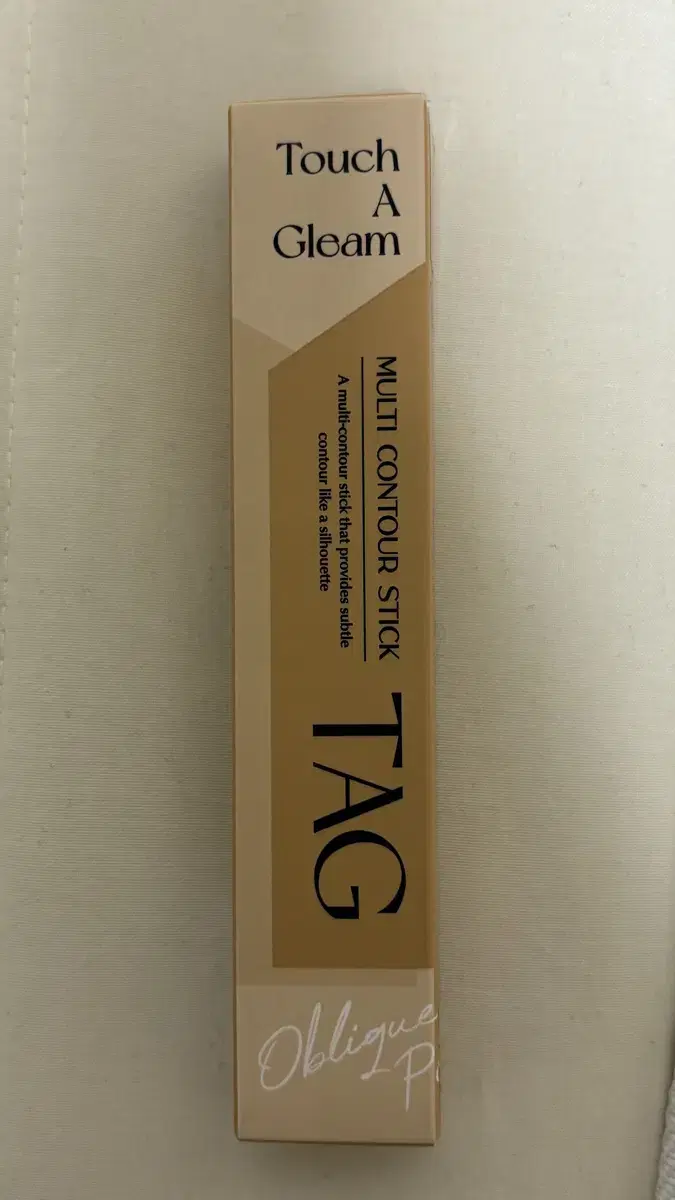 Touch
A
Gleam
MULTI CONTOUR STICK
A multi-contour stick that provides subtle
contour like a silhouette
TAG
Oblique